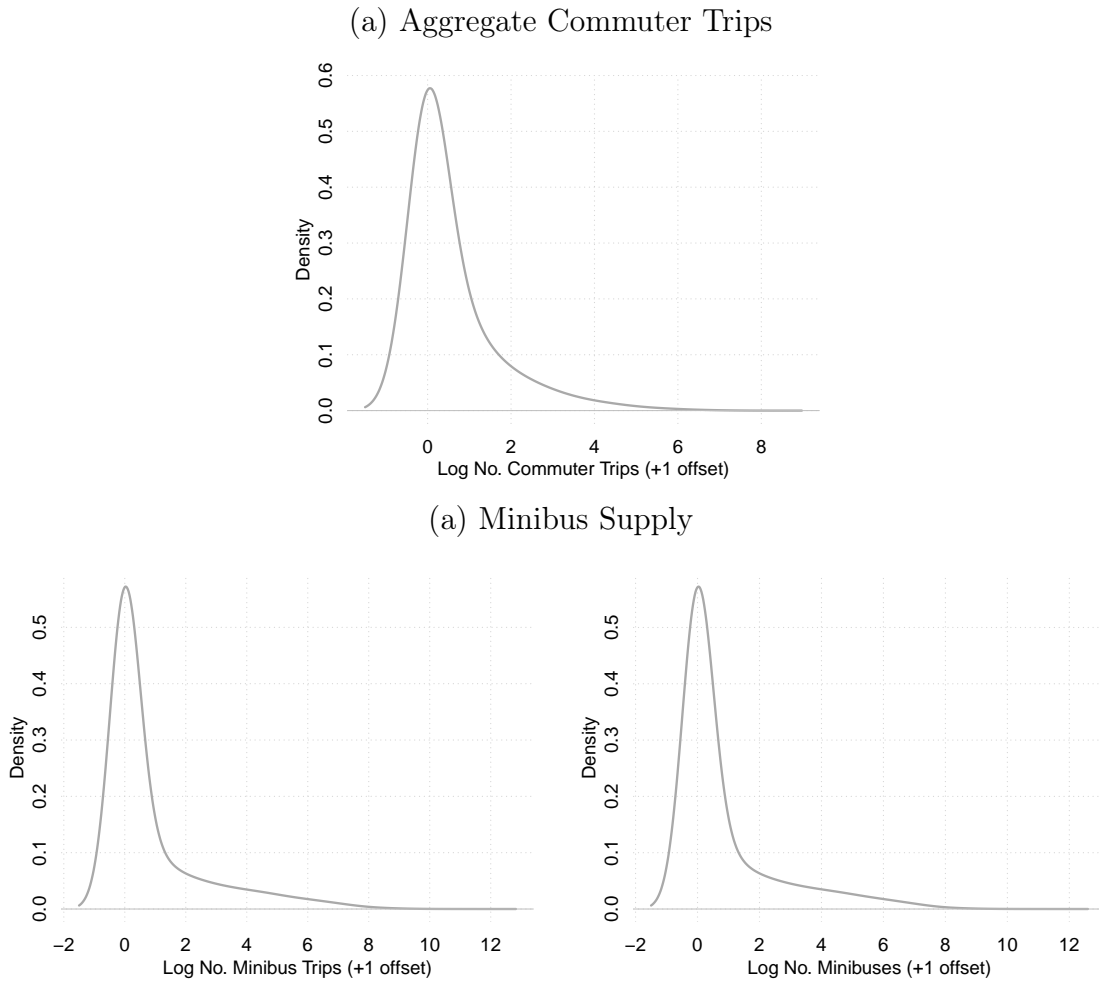 (a) Aggregate Commuter Trips
0.6
0.5
0.4
0.3
0.2
0.1
0.0
Density
0 2 4 6 8
Log No. Commuter Trips (+1 offset)
(a) Minibus Supply
0.5
0.4
0.3
0.2
0.1
0.0
Density
−2 0 2 4 6 8 10 12
Log No. Minibus Trips (+1 offset)
0.5
0.4
0.3
0.2
0.1
0.0
Density
−2 0 2 4 6 8 10 12
Log No. Minibuses (+1 offset)